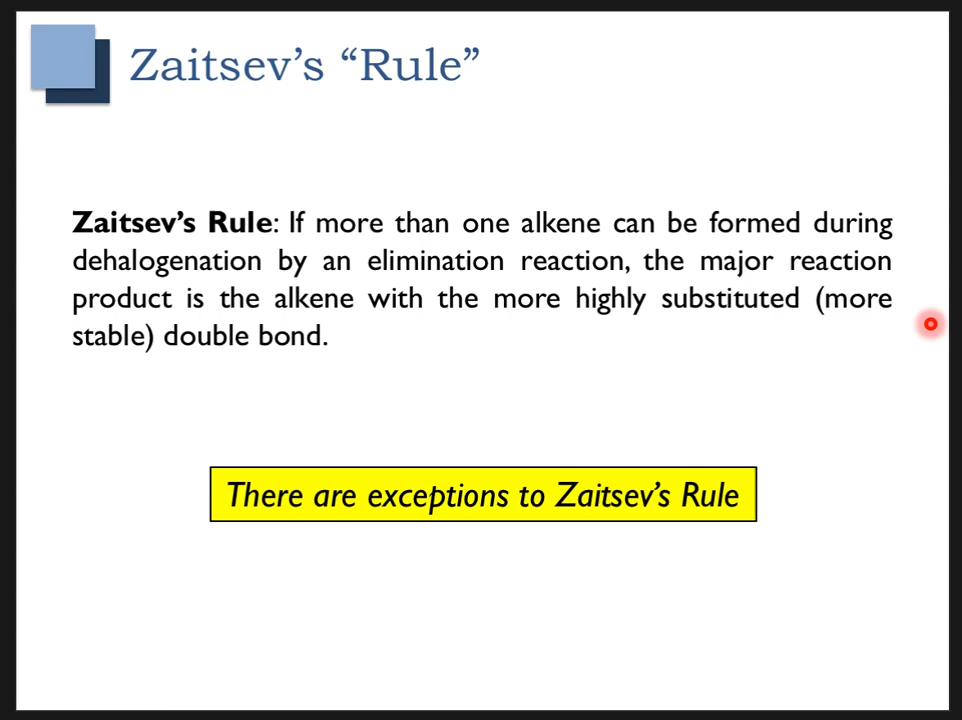 Zaitsev’s “Rule”
Zaitsev’s Rule: If more than one alkene can be formed during
dehalogenation by an elimination reaction, the major reaction
product is the alkene with the more highly substituted (more
stable) double bond.
There are exceptions to Zaitsev’s Rule